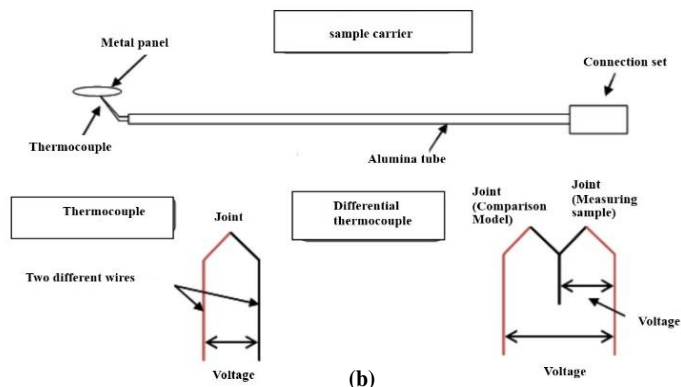 sample carrier
Metal panel
Connection set
Thermocouple
Alumina tube
Thermocouple
Differential
thermocouple
Joint
Joint
(Comparison
Model)
Joint
(Measuring
sample)
Two different wires
Voltage
Voltage
Voltage
(b)